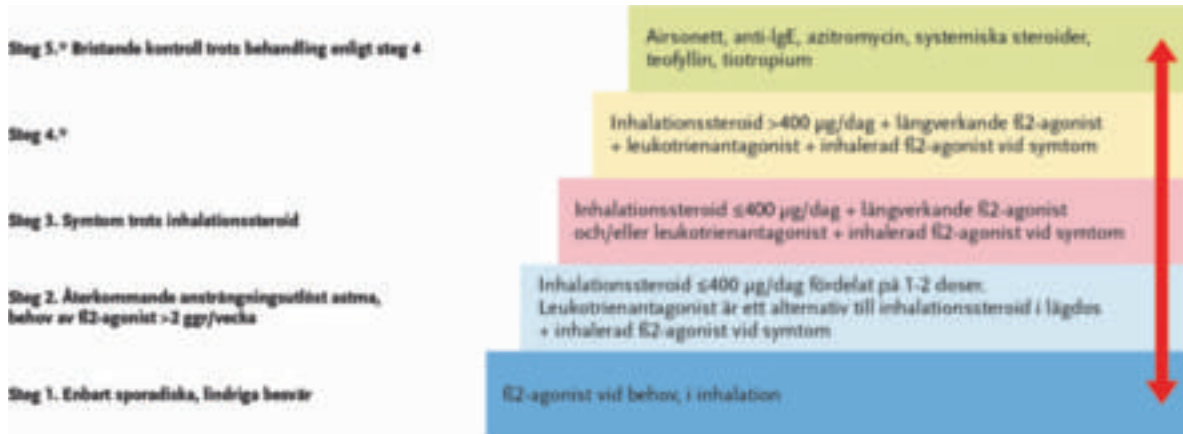 Steg 5.* Bristande kontroll trots behandling enligt steg 4
Airsonett, anti-IgE, azitromycin, systemiska steroider,
teofyllin, tiotropium
Steg 4.*
Inhalationssteroid >400 µg/dag + långverkande ß2-agonist
+ leukotrienantagonist + inhalerad ß2-agonist vid symtom
Steg 3. Symtom trots inhalationssteroid
Inhalationssteroid ≤400 µg/dag + långverkande ß2-agonist
och/eller leukotrienantagonist + inhalerad ß2-agonist vid symtom
Steg 2. Återkommande ansträngningsutlöst astma,
behov av ß2-agonist >2 ggr/vecka
Inhalationssteroid ≤400 µg/dag fördelat på 1-2 doser.
Leukotrienantagonist är ett alternativ till inhalationssteroid i lågdos
+ inhalerad ß2-agonist vid symtom
Steg 1. Enbart sporadiska, lindriga besvär
ß2-agonist vid behov, i inhalation